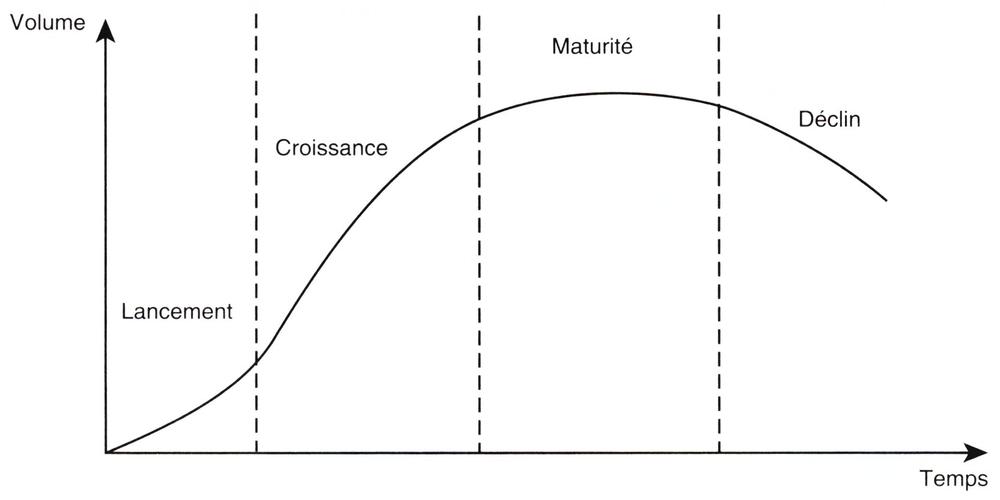 Volume
Maturité
Déclin
Croissance
Lancement
Temps